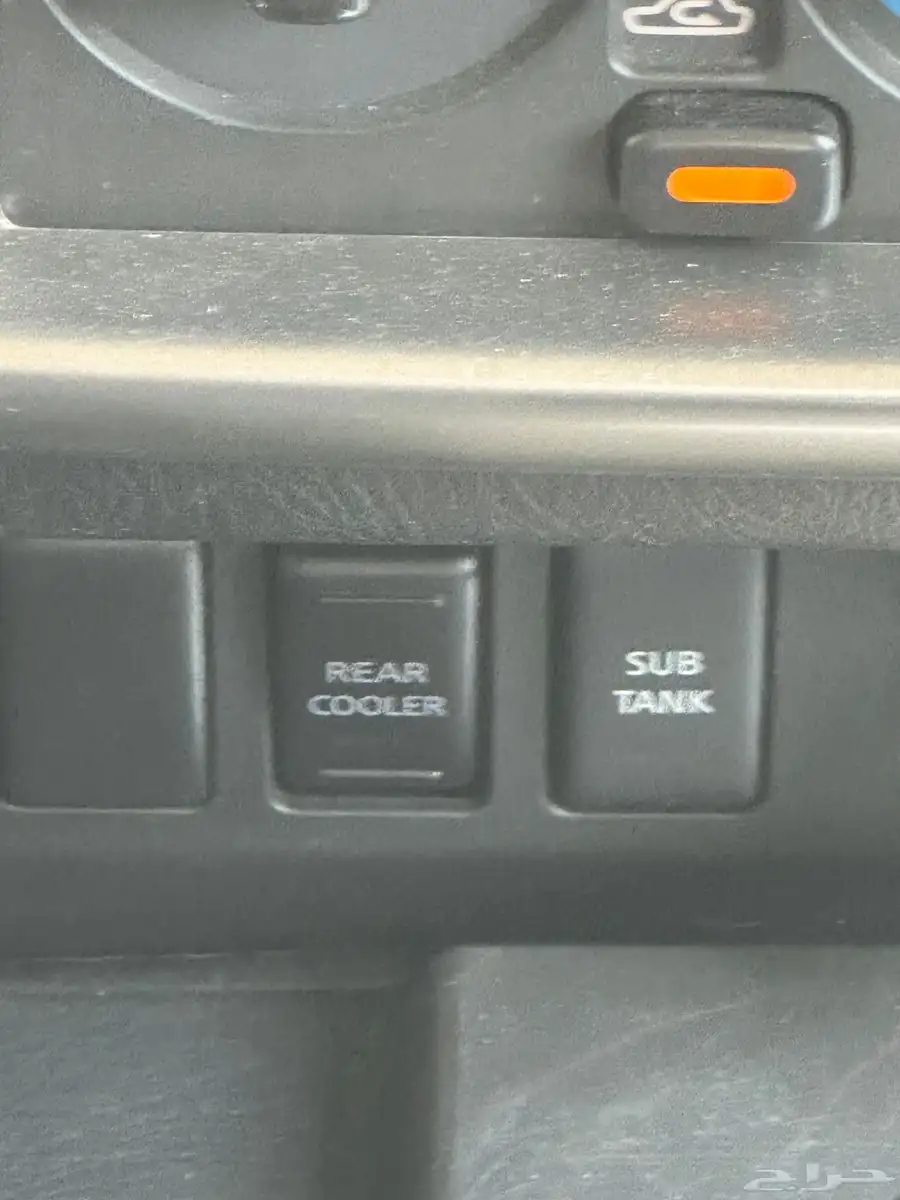 REAR
COOLER
SUB
TANK
حراج